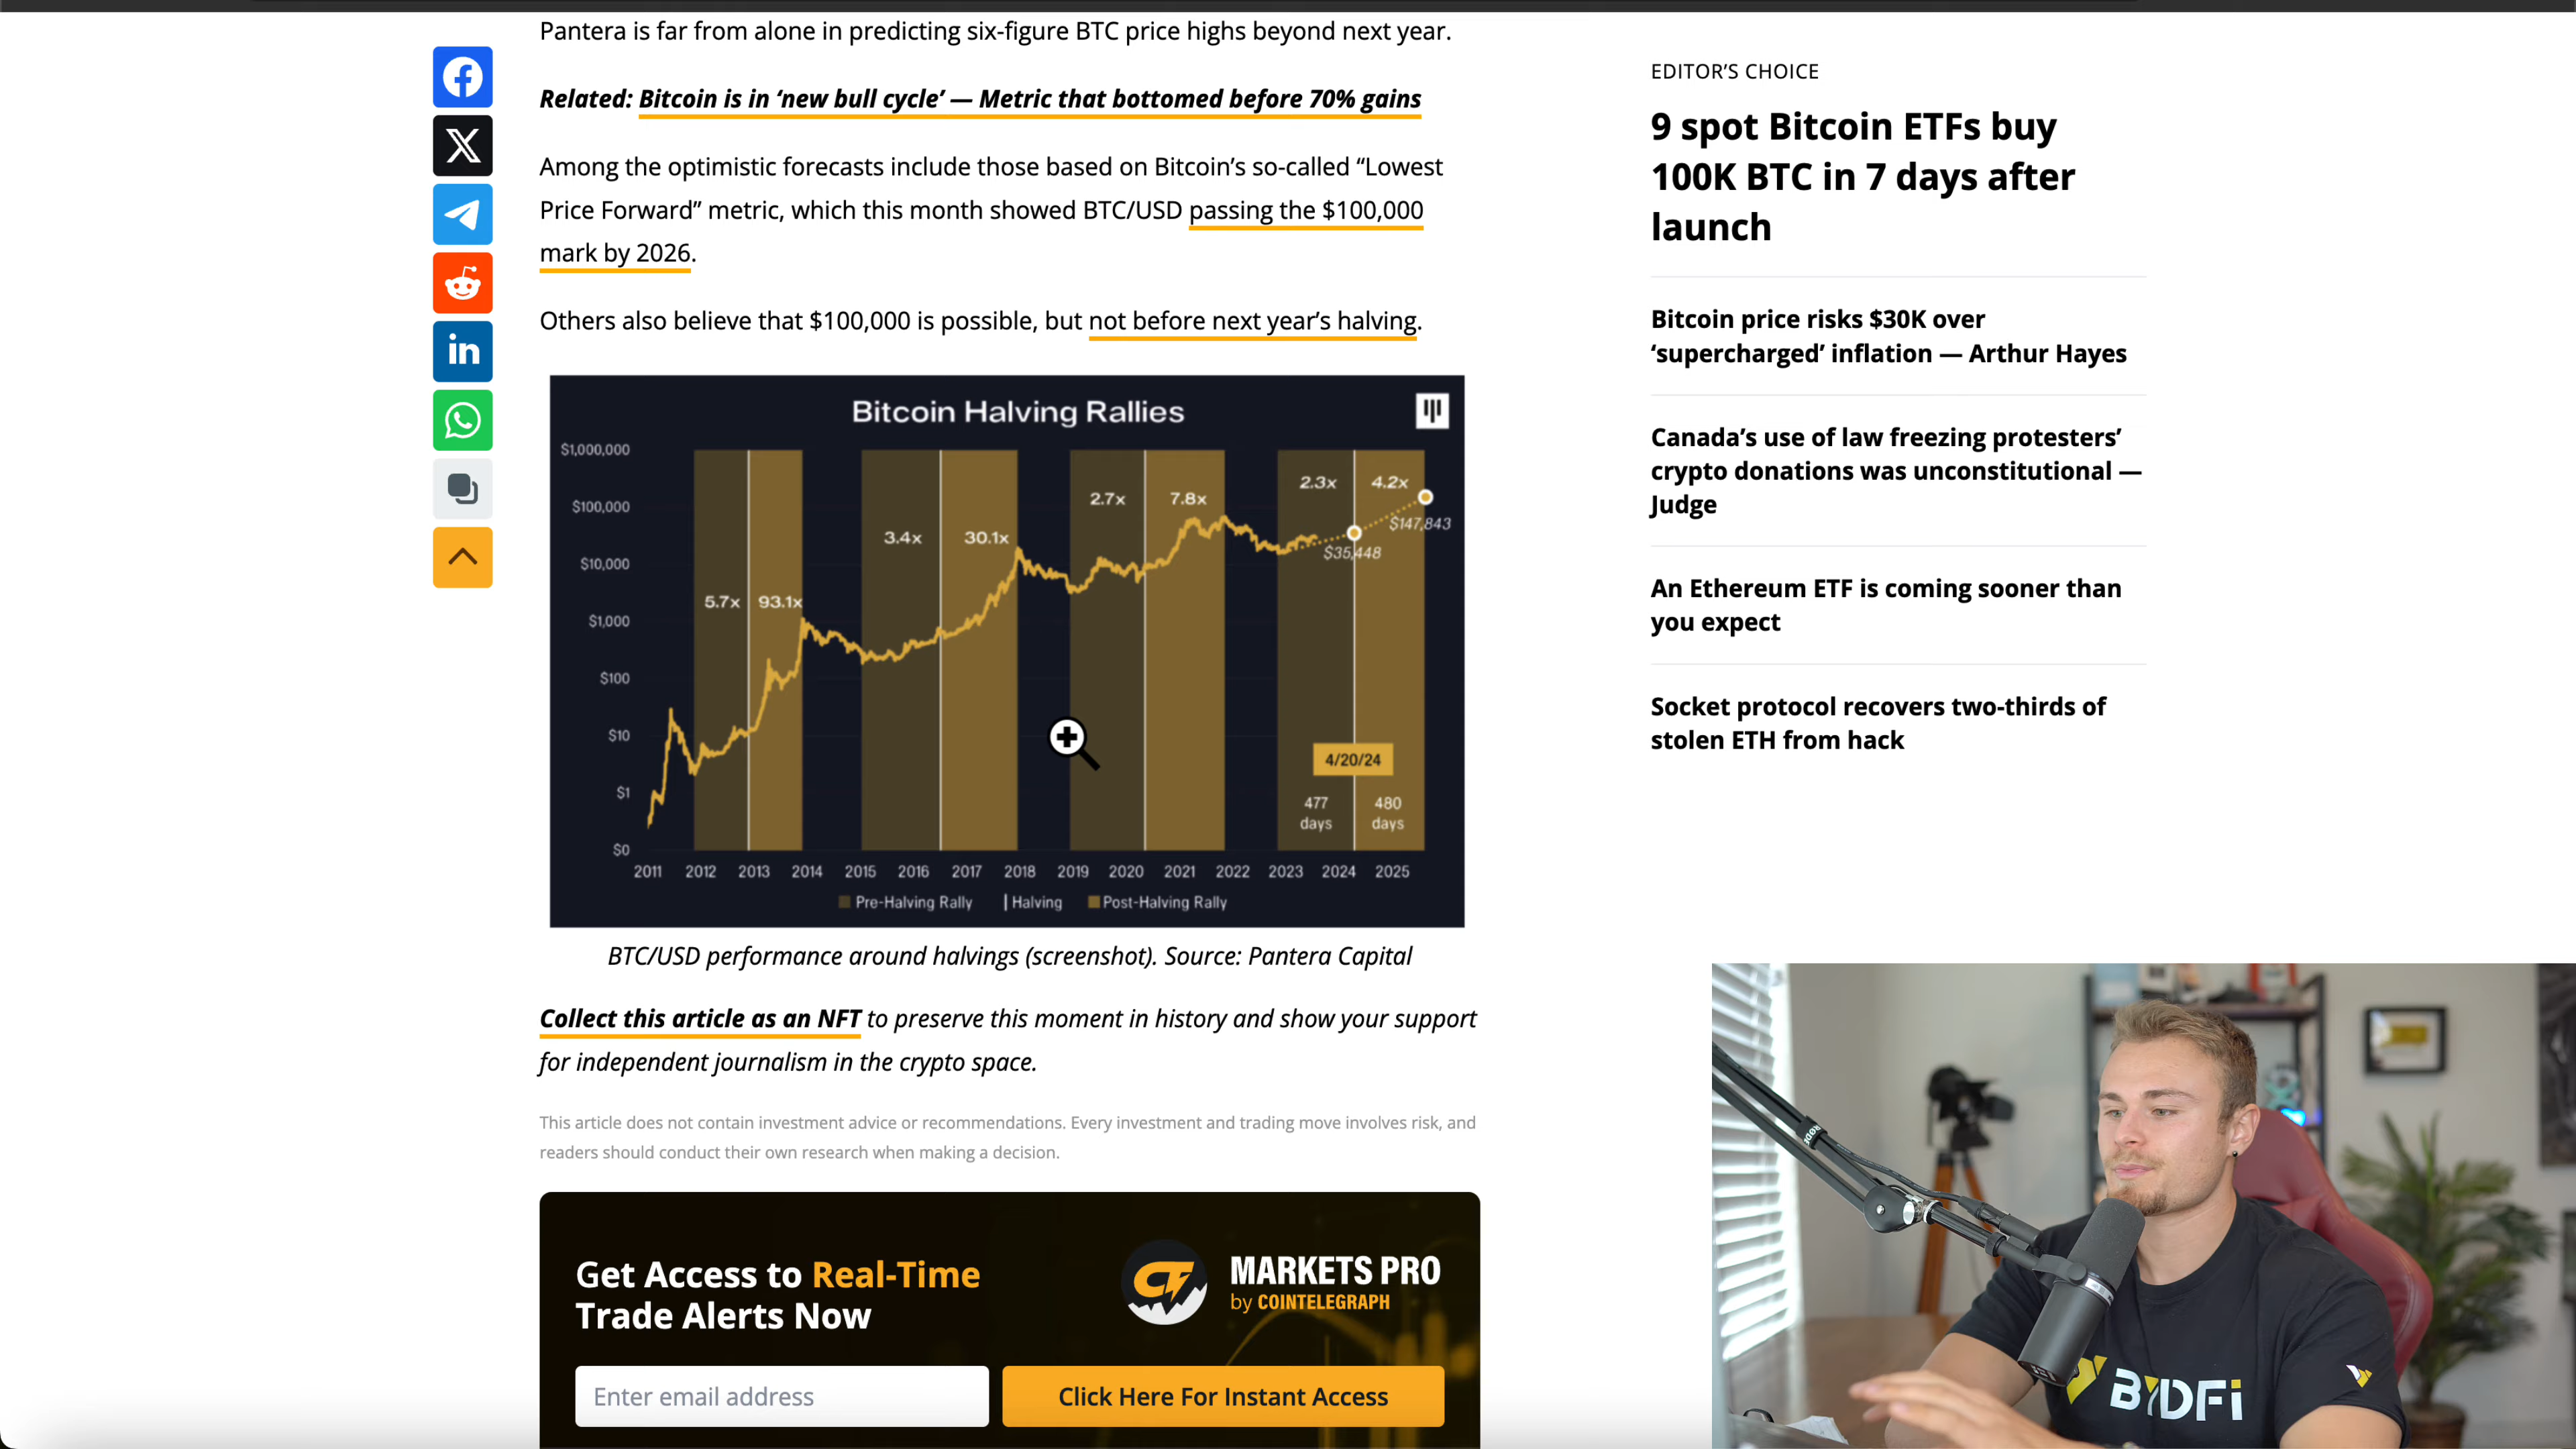 Pantera is far from alone in predicting six-figure BTC price highs beyond next year.
Related: Bitcoin is in ‘new bull cycle’ — Metric that bottomed before 70% gains
Among the optimistic forecasts include those based on Bitcoin’s so-called “Lowest
Price Forward” metric, which this month showed BTC/USD passing the $100,000
mark by 2026.
Others also believe that $100,000 is possible, but not before next year’s halving.
Bitcoin Halving Rallies
$1,000,000
$100,000
$10,000
$1,000
$100
$10
$1
$0
5.7x 93.1x
3.4x 30.1x
2.7x 7.8x
2.3x 4.2x
$147,843
$35,448
4/20/24
477 days
480 days
2011 2012 2013 2014 2015 2016 2017 2018 2019 2020 2021 2022 2023 2024 2025
Pre-Halving Rally Halving Post-Halving Rally
BTC/USD performance around halvings (screenshot). Source: Pantera Capital
Collect this article as an NFT to preserve this moment in history and show your support
for independent journalism in the crypto space.
This article does not contain investment advice or recommendations. Every investment and trading move involves risk, and
readers should conduct their own research when making a decision.
Get Access to Real-Time
Trade Alerts Now
MARKETS PRO
by COINTELEGRAPH
Enter email address
Click Here For Instant Access
EDITOR’S CHOICE
9 spot Bitcoin ETFs buy
100K BTC in 7 days after
launch
Bitcoin price risks $30K over
‘supercharged’ inflation — Arthur Hayes
Canada’s use of law freezing protesters’
crypto donations was unconstitutional —
Judge
An Ethereum ETF is coming sooner than
you expect
Socket protocol recovers two-thirds of
stolen ETH from hack
RØDE
BYDFi